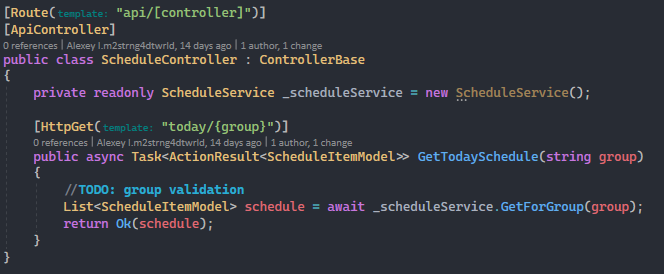 [Route(template: "api/[controller]")]
[ApiController]
0 references | Alexey I.m2strng4dtwrld, 14 days ago | 1 author, 1 change
public class ScheduleController : ControllerBase
{
    private readonly ScheduleService _scheduleService = new ScheduleService();
    [HttpGet(template: "today/{group}")]
    0 references | Alexey I.m2strng4dtwrld, 14 days ago | 1 author, 1 change
    public async Task<ActionResult<ScheduleItemModel>> GetTodaySchedule(string group)
    {
        //TODO: group validation
        List<ScheduleItemModel> schedule = await _scheduleService.GetForGroup(group);
        return Ok(schedule);
    }
}